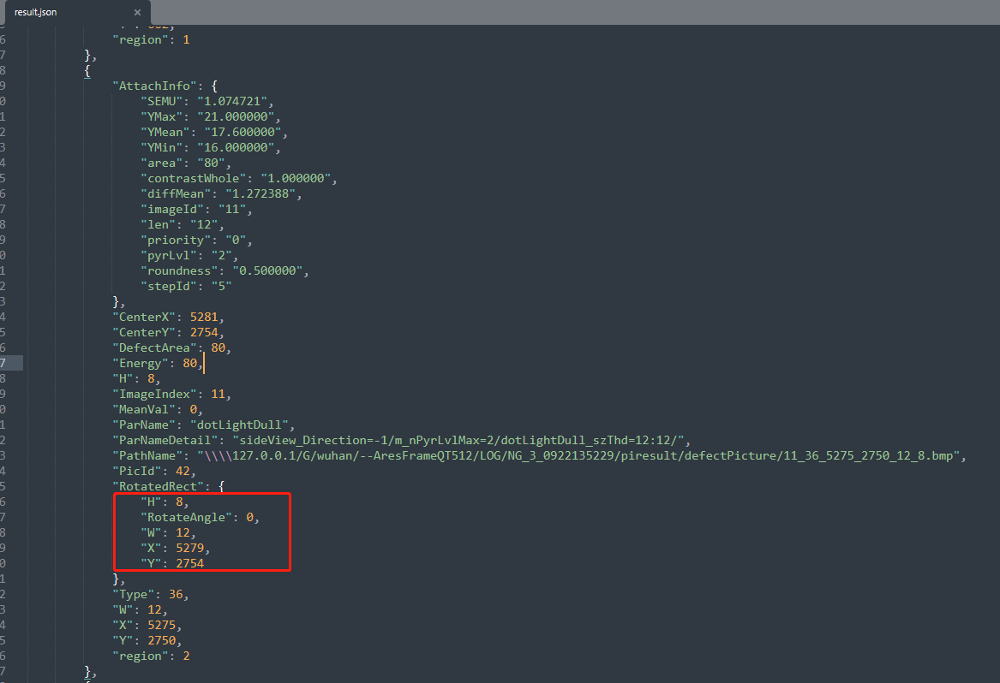 result.json ×
"region": 1
},
{
"AttachInfo": {
"SEMU": "1.074721",
"YMax": "21.000000",
"YMean": "17.600000",
"YMin": "16.000000",
"area": "80",
"contrastWhole": "1.000000",
"diffMean": "1.272388",
"imageId": "11",
"len": "12",
"priority": "0",
"pyrLvl": "2",
"roundness": "0.500000",
"stepId": "5"
},
"CenterX": 5281,
"CenterY": 2754,
"DefectArea": 80,
"Energy": 80,
"H": 8,
"ImageIndex": 11,
"MeanVal": 0,
"ParName": "dotLightDull",
"ParNameDetail": "sideView_Direction=-1/m_nPyrLvlMax=2/dotLightDull_szThd=12:12/",
"PathName": "\\\\127.0.0.1/G/wuhan/--AresFrameQT512/LOG/NG_3_0922135229/piresult/defectPicture/11_36_5275_2750_12_8.bmp",
"PicId": 42,
"RotatedRect": {
"H": 8,
"RotateAngle": 0,
"W": 12,
"X": 5279,
"Y": 2754
},
"Type": 36,
"W": 12,
"X": 5275,
"Y": 2750,
"region": 2
},